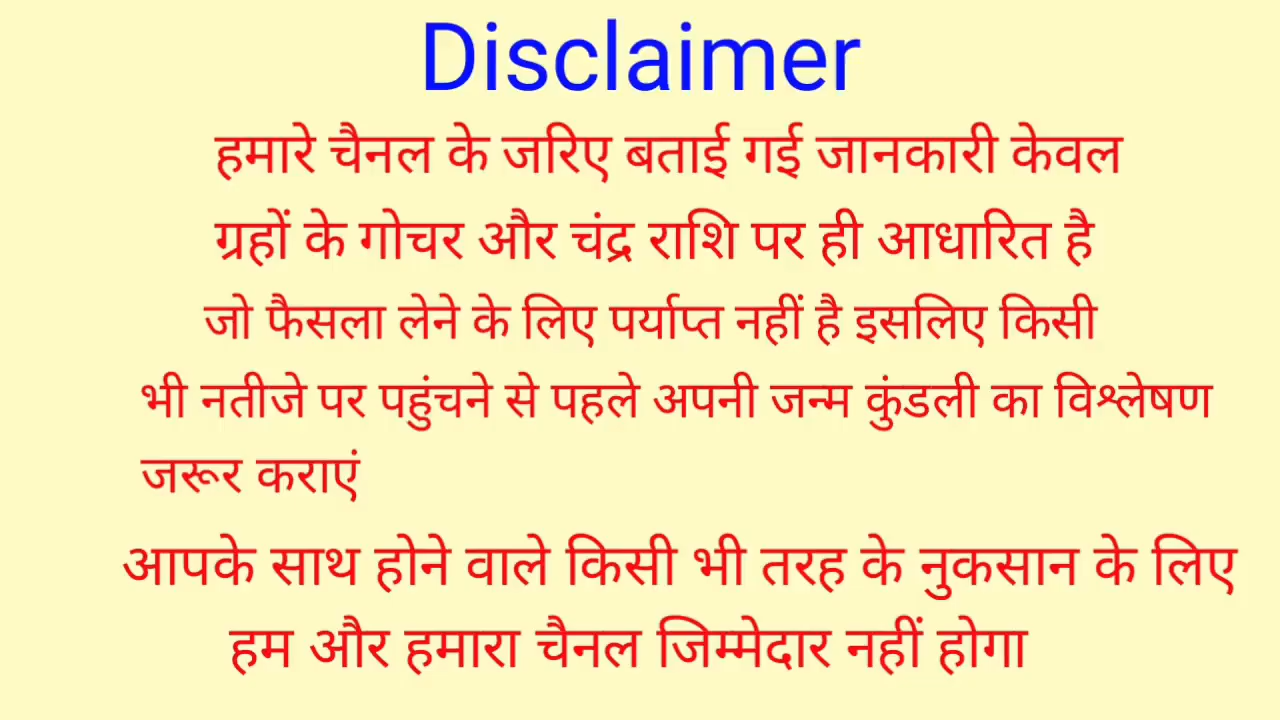 Disclaimer
हमारे चैनल के जरिए बताई गई जानकारी केवल
ग्रहों के गोचर और चंद्र राशि पर ही आधारित है
जो फैसला लेने के लिए पर्याप्त नहीं है इसलिए किसी
भी नतीजे पर पहुंचने से पहले अपनी जन्म कुंडली का विश्लेषण
जरूर कराएं
आपके साथ होने वाले किसी भी तरह के नुकसान के लिए
हम और हमारा चैनल जिम्मेदार नहीं होगा